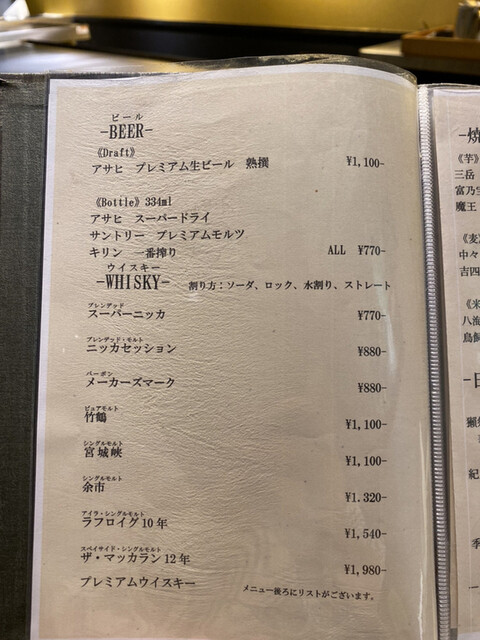 ビール
-BEER-
《Draft》
アサヒ プレミアム生ビール 熟撰 ¥1,100-
《Bottle》334ml
アサヒ スーパードライ
サントリー プレミアムモルツ
キリン 一番搾り ALL ¥770-
ウイスキー
-WHISKY- 割り方：ソーダ、ロック、水割り、ストレート
ブレンデッド
スーパーニッカ ¥770-
ブレンデッド・モルト
ニッカセッション ¥880-
バーボン
メーカーズマーク ¥880-
ピュアモルト
竹鶴 ¥1,100-
シングルモルト
宮城峡 ¥1,100-
シングルモルト
余市 ¥1.320-
アイラ・シングルモルト
ラフロイグ10年 ¥1,540-
スペイサイド・シングルモルト
ザ・マッカラン12年 ¥1,980-
プレミアムウイスキー メニュー後ろにリストがございます。
-焼
《芋》
三岳
富乃宝
魔王
《麦》
中々
吉四
《米
八海
鳥飼
-日
獺祭
紀
季